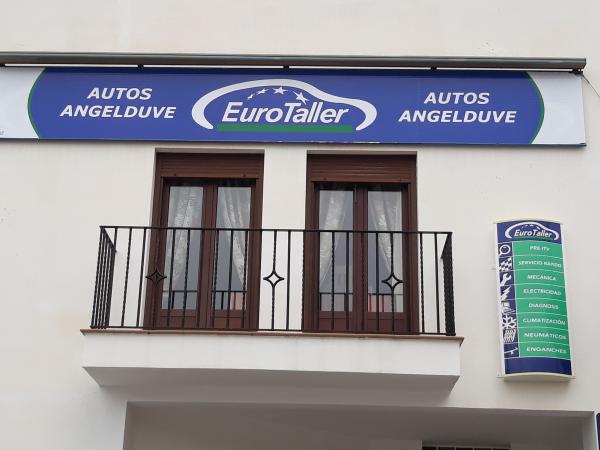 AUTOS
ANGELDUVE
EuroTaller
AUTOS
ANGELDUVE
EuroTaller
PRE-ITV
SERVICIO RÁPIDO
MECÁNICA
ELECTRICIDAD
DIAGNOSIS
CLIMATIZACIÓN
NEUMÁTICOS
ENGANCHES